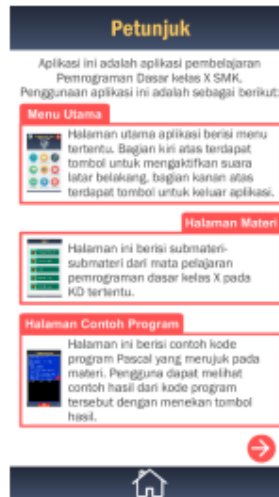 Petunjuk
Aplikasi ini adalah aplikasi pembelajaran
Pemrograman Dasar kelas X SMK.
Penggunaan aplikasi ini adalah sebagai berikut:
Menu Utama
Halaman utama aplikasi berisi menu
tertentu. Bagian kiri atas terdapat
tombol untuk mengaktifkan suara
latar belakang, bagian kanan atas
terdapat tombol untuk keluar aplikasi.
Halaman Materi
Halaman ini berisi submateri-
submateri dari mata pelajaran
pemrograman dasar kelas X pada
KD tertentu.
Halaman Contoh Program
Halaman ini berisi contoh kode
program Pascal yang merujuk pada
materi. Pengguna dapat melihat
contoh hasil dari kode program
tersebut dengan menekan tombol
hasil.